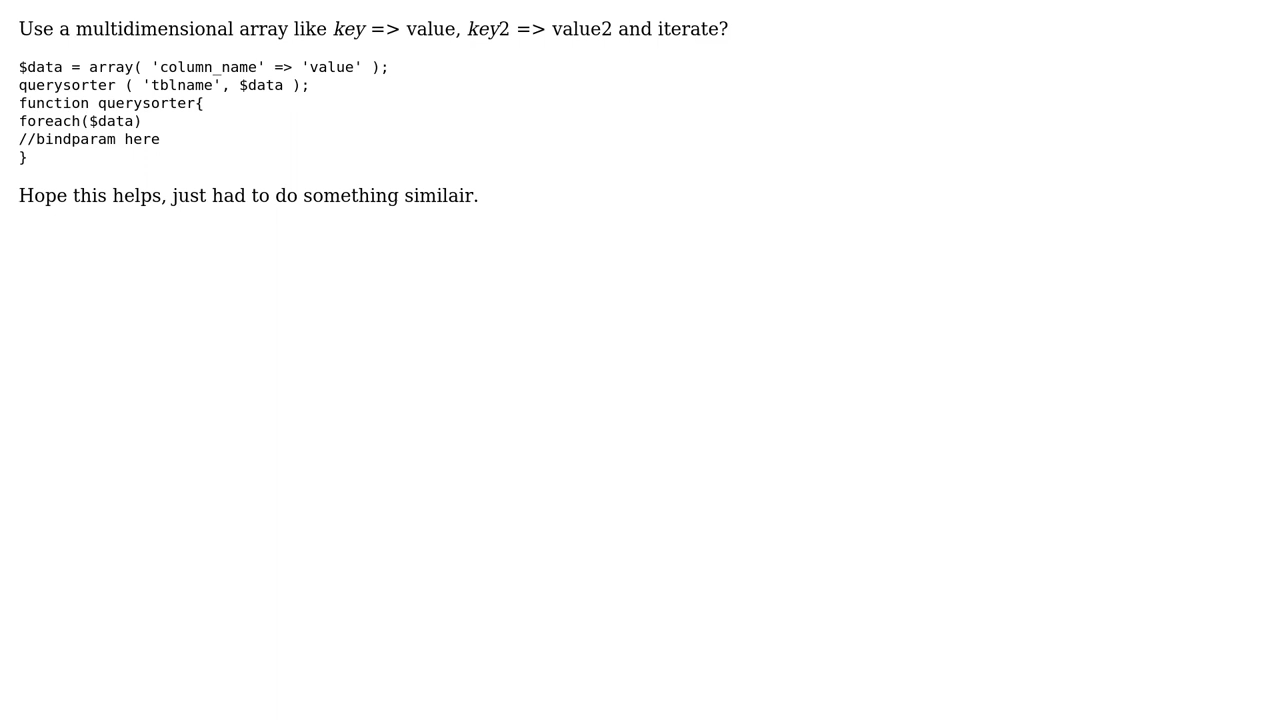 Use a multidimensional array like key => value, key2 => value2 and iterate?
$data = array( 'column_name' => 'value' );
querysorter ( 'tblname', $data );
function querysorter{
foreach($data)
//bindparam here
}
Hope this helps, just had to do something similair.